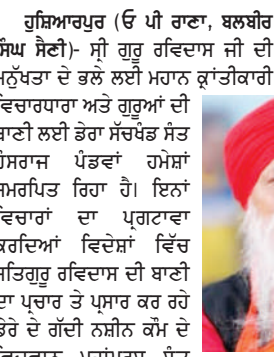 ਹੁਸ਼ਿਆਰਪੁਰ (ਓ ਪੀ ਰਾਣਾ, ਬਲਬੀਰ
ਸਿੰਘ ਸੈਣੀ)- ਸ੍ਰੀ ਗੁਰੂ ਰਵਿਦਾਸ ਜੀ ਦੀ
ਮਨੁੱਖਤਾ ਦੇ ਭਲੇ ਲਈ ਮਹਾਨ ਕ੍ਰਾਂਤੀਕਾਰੀ
ਵਿਚਾਰਧਾਰਾ ਅਤੇ ਗੁਰੂਆਂ ਦੀ
ਬਾਣੀ ਲਈ ਡੇਰਾ ਸੱਚਖੰਡ ਸੰਤ
ਹੰਸਰਾਜ ਪੰਡਵਾਂ ਹਮੇਸ਼ਾਂ
ਸਮਰਪਿਤ ਰਿਹਾ ਹੈ। ਇਨਾਂ
ਵਿਚਾਰਾਂ ਦਾ ਪ੍ਰਗਟਾਵਾ
ਕਰਦਿਆਂ ਵਿਦੇਸ਼ਾਂ ਵਿੱਚ
ਸਤਿਗੁਰੂ ਰਵਿਦਾਸ ਦੀ ਬਾਣੀ
ਦਾ ਪ੍ਰਚਾਰ ਤੇ ਪ੍ਰਸਾਰ ਕਰ ਰਹੇ
ਡੇਰੇ ਦੇ ਗੱਦੀ ਨਸ਼ੀਨ ਕੌਮ ਦੇ